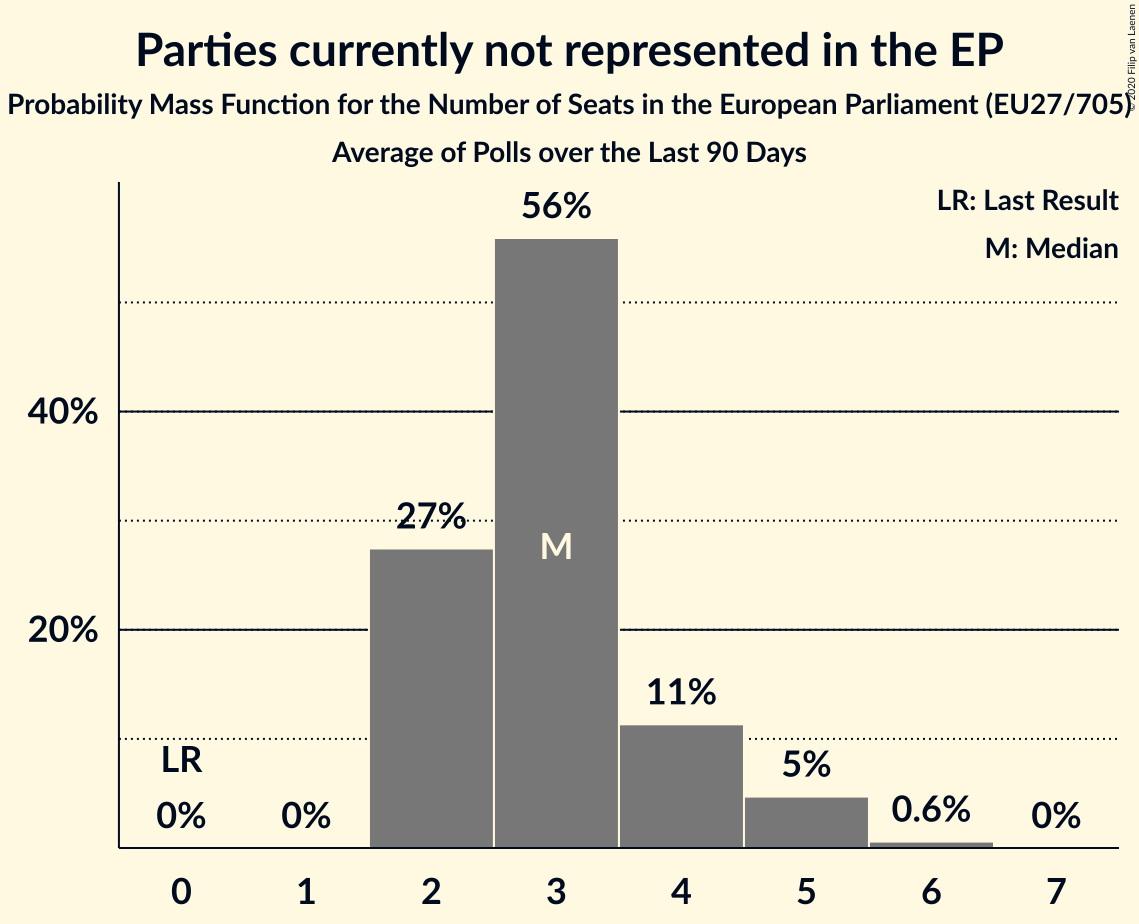 Parties currently not represented in the EP
Probability Mass Function for the Number of Seats in the European Parliament (EU27/705)
Average of Polls over the Last 90 Days
© 2020 Filip van Laenen
LR: Last Result
M: Median
56%
40%
27%
M
20%
11%
LR
5%
0%
0%
0.6%
0%
0 1 2 3 4 5 6 7